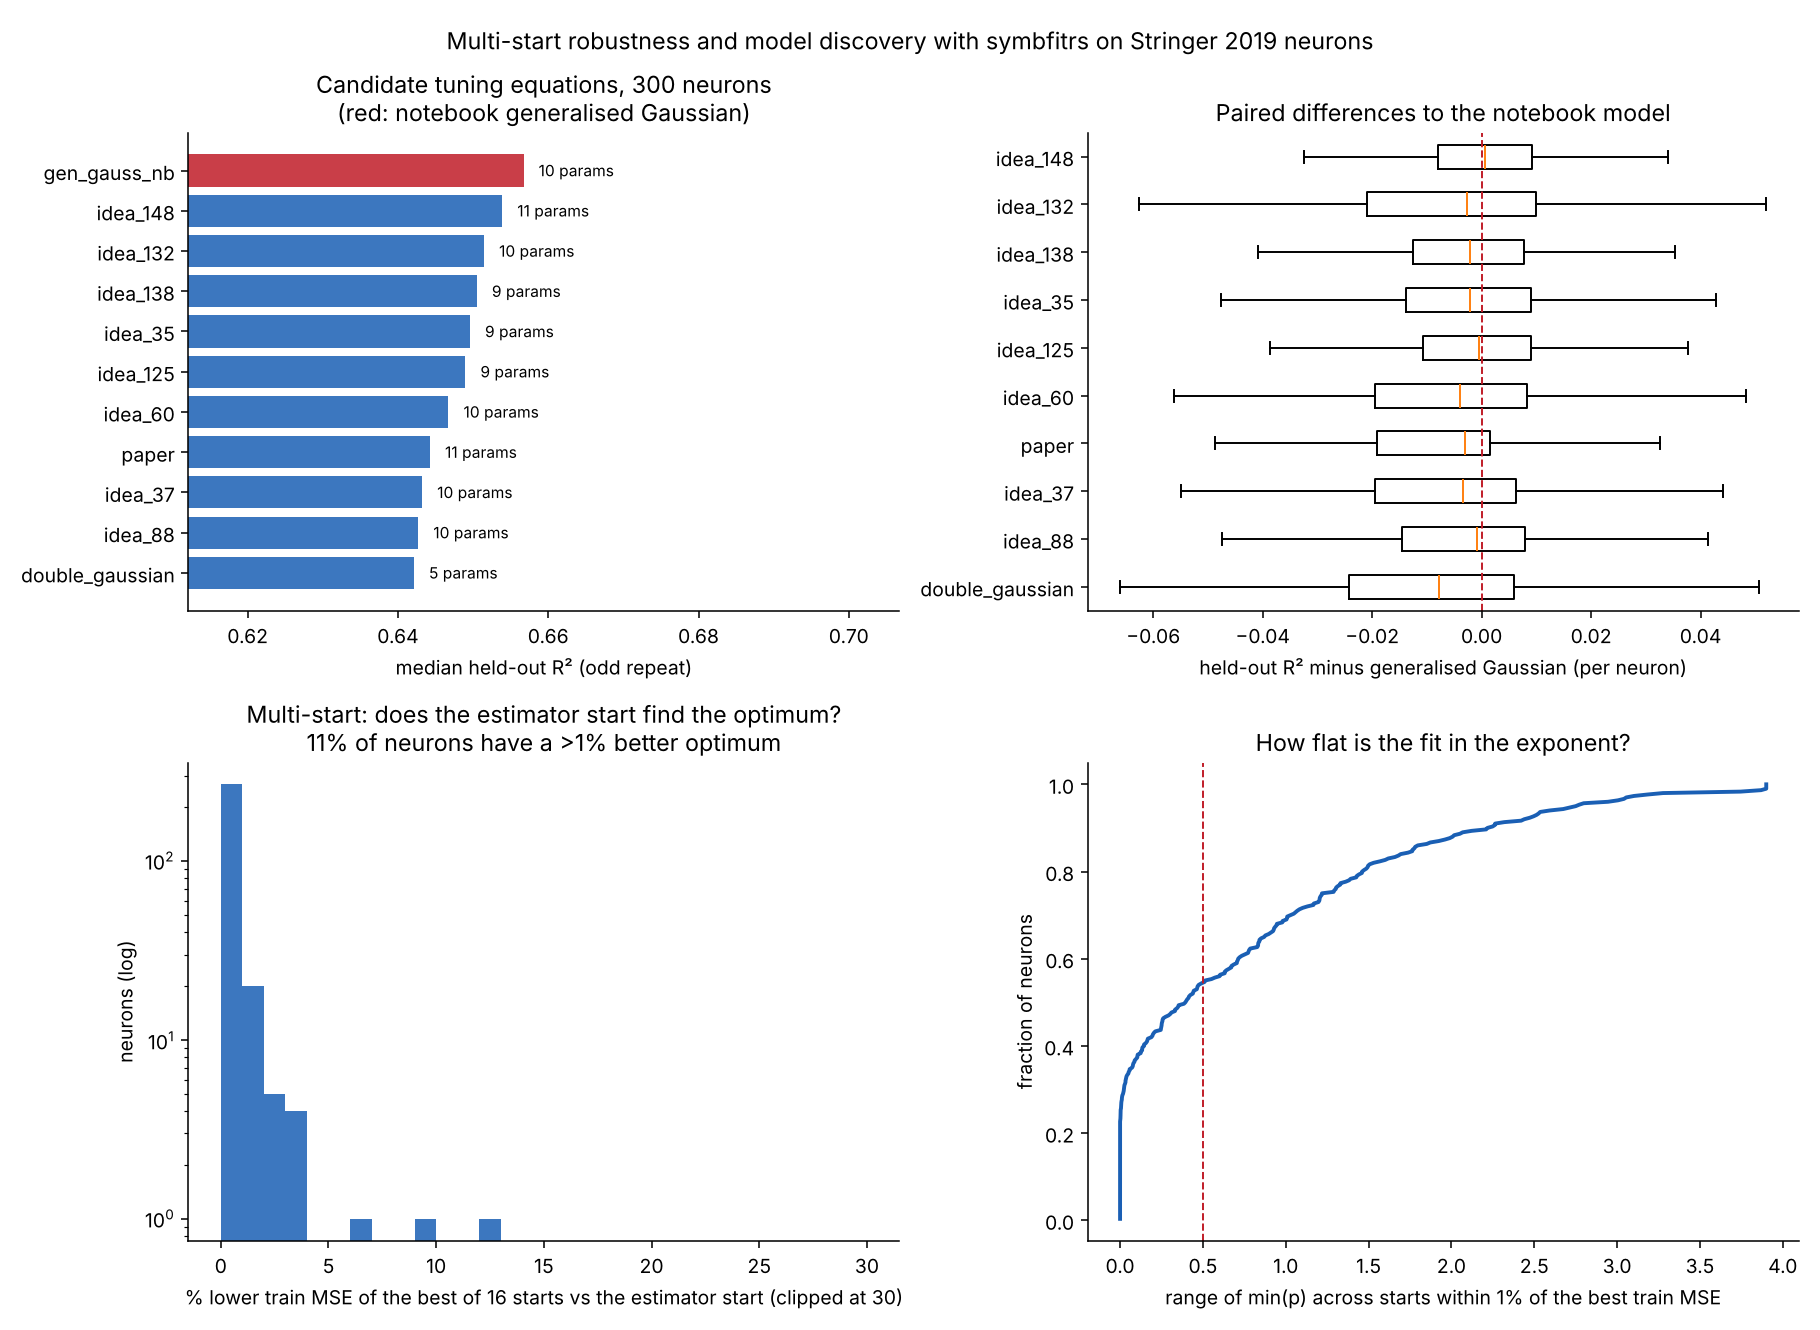 Multi-start robustness and model discovery with symbfitrs on Stringer 2019 neurons
Candidate tuning equations, 300 neurons
(red: notebook generalised Gaussian)
gen_gauss_nb
10 params
idea_148
11 params
idea_132
10 params
idea_138
9 params
idea_35
9 params
idea_125
9 params
idea_60
10 params
paper
11 params
idea_37
10 params
idea_88
10 params
double_gaussian
5 params
0.62 0.64 0.66 0.68 0.70
median held-out R² (odd repeat)
Paired differences to the notebook model
idea_148
idea_132
idea_138
idea_35
idea_125
idea_60
paper
idea_37
idea_88
double_gaussian
−0.06 −0.04 −0.02 0.00 0.02 0.04
held-out R² minus generalised Gaussian (per neuron)
Multi-start: does the estimator start find the optimum?
11% of neurons have a >1% better optimum
neurons (log)
10²
10¹
10⁰
0 5 10 15 20 25 30
% lower train MSE of the best of 16 starts vs the estimator start (clipped at 30)
How flat is the fit in the exponent?
fraction of neurons
1.0
0.8
0.6
0.4
0.2
0.0
0.0 0.5 1.0 1.5 2.0 2.5 3.0 3.5 4.0
range of min(p) across starts within 1% of the best train MSE